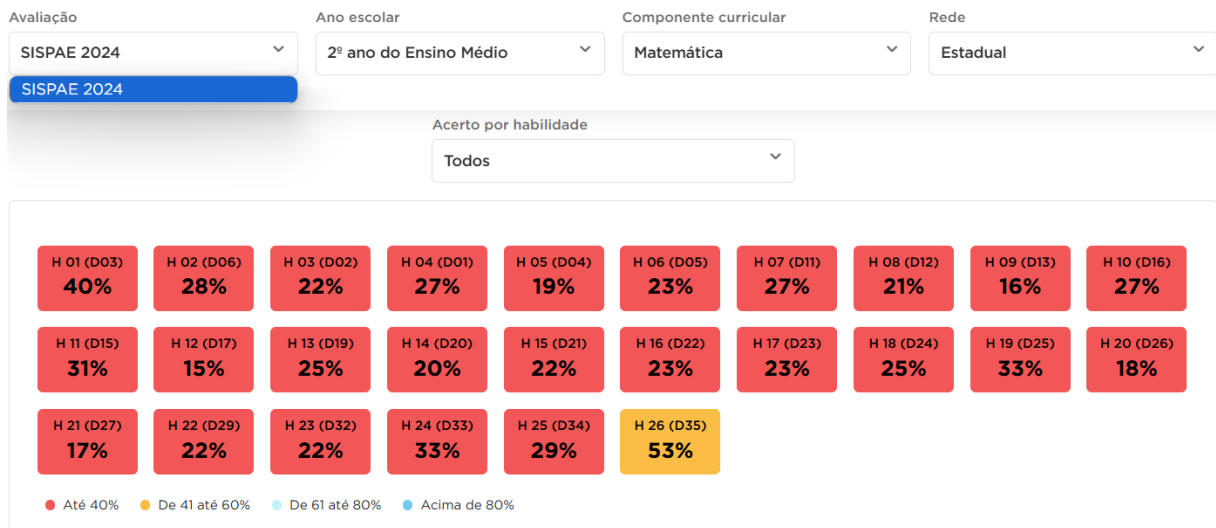 Avaliação Ano escolar Componente curricular Rede
SISPAE 2024 2º ano do Ensino Médio Matemática Estadual
SISPAE 2024
Acerto por habilidade
Todos
H 01 (D03) H 02 (D06) H 03 (D02) H 04 (D01) H 05 (D04) H 06 (D05) H 07 (D11) H 08 (D12) H 09 (D13) H 10 (D16)
40% 28% 22% 27% 19% 23% 27% 21% 16% 27%
H 11 (D15) H 12 (D17) H 13 (D19) H 14 (D20) H 15 (D21) H 16 (D22) H 17 (D23) H 18 (D24) H 19 (D25) H 20 (D26)
31% 15% 25% 20% 22% 23% 23% 25% 33% 18%
H 21 (D27) H 22 (D29) H 23 (D32) H 24 (D33) H 25 (D34) H 26 (D35)
17% 22% 22% 33% 29% 53%
Até 40% De 41 até 60% De 61 até 80% Acima de 80%